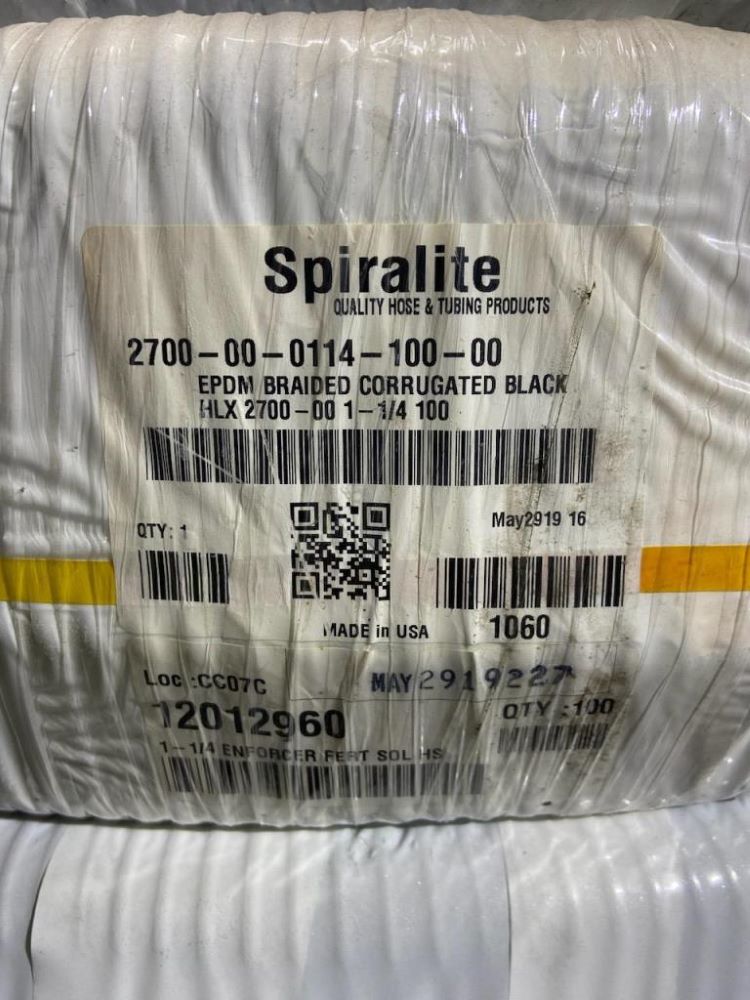 Spiralite
QUALITY HOSE & TUBING PRODUCTS
2700-00-0114-100-00
EPDM BRAIDED CORRUGATED BLACK
HLX 2700-00 1-1/4 100
QTY: 1
May2919 16
MADE in USA
1060
Loc :CC07C
MAY 2919227A
12012960
QTY :100
1-1/4 ENFORCER FERT SOL HS